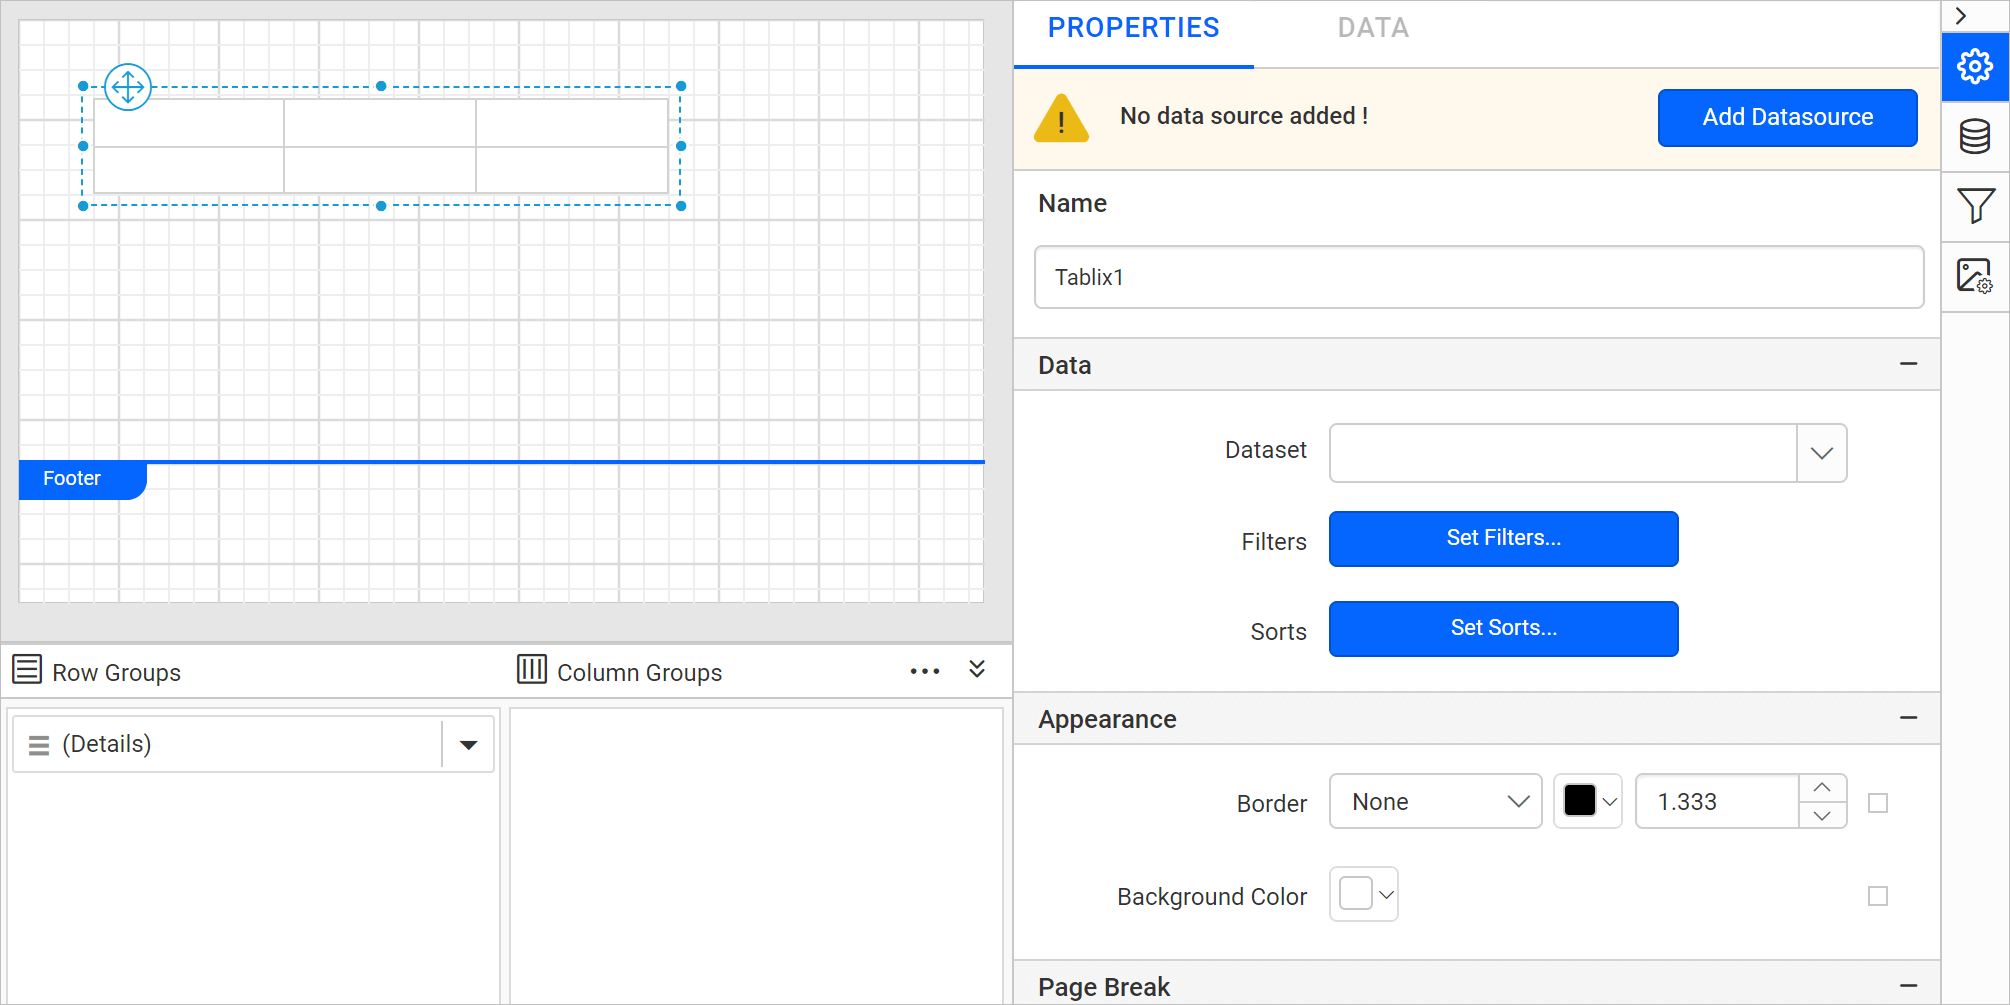 PROPERTIES
DATA
No data source added !
Add Datasource
Name
Tablix1
Data
Dataset
Filters
Set Filters...
Sorts
Set Sorts...
Appearance
Border
None
1.333
Background Color
Page Break
Footer
Row Groups
Column Groups
(Details)